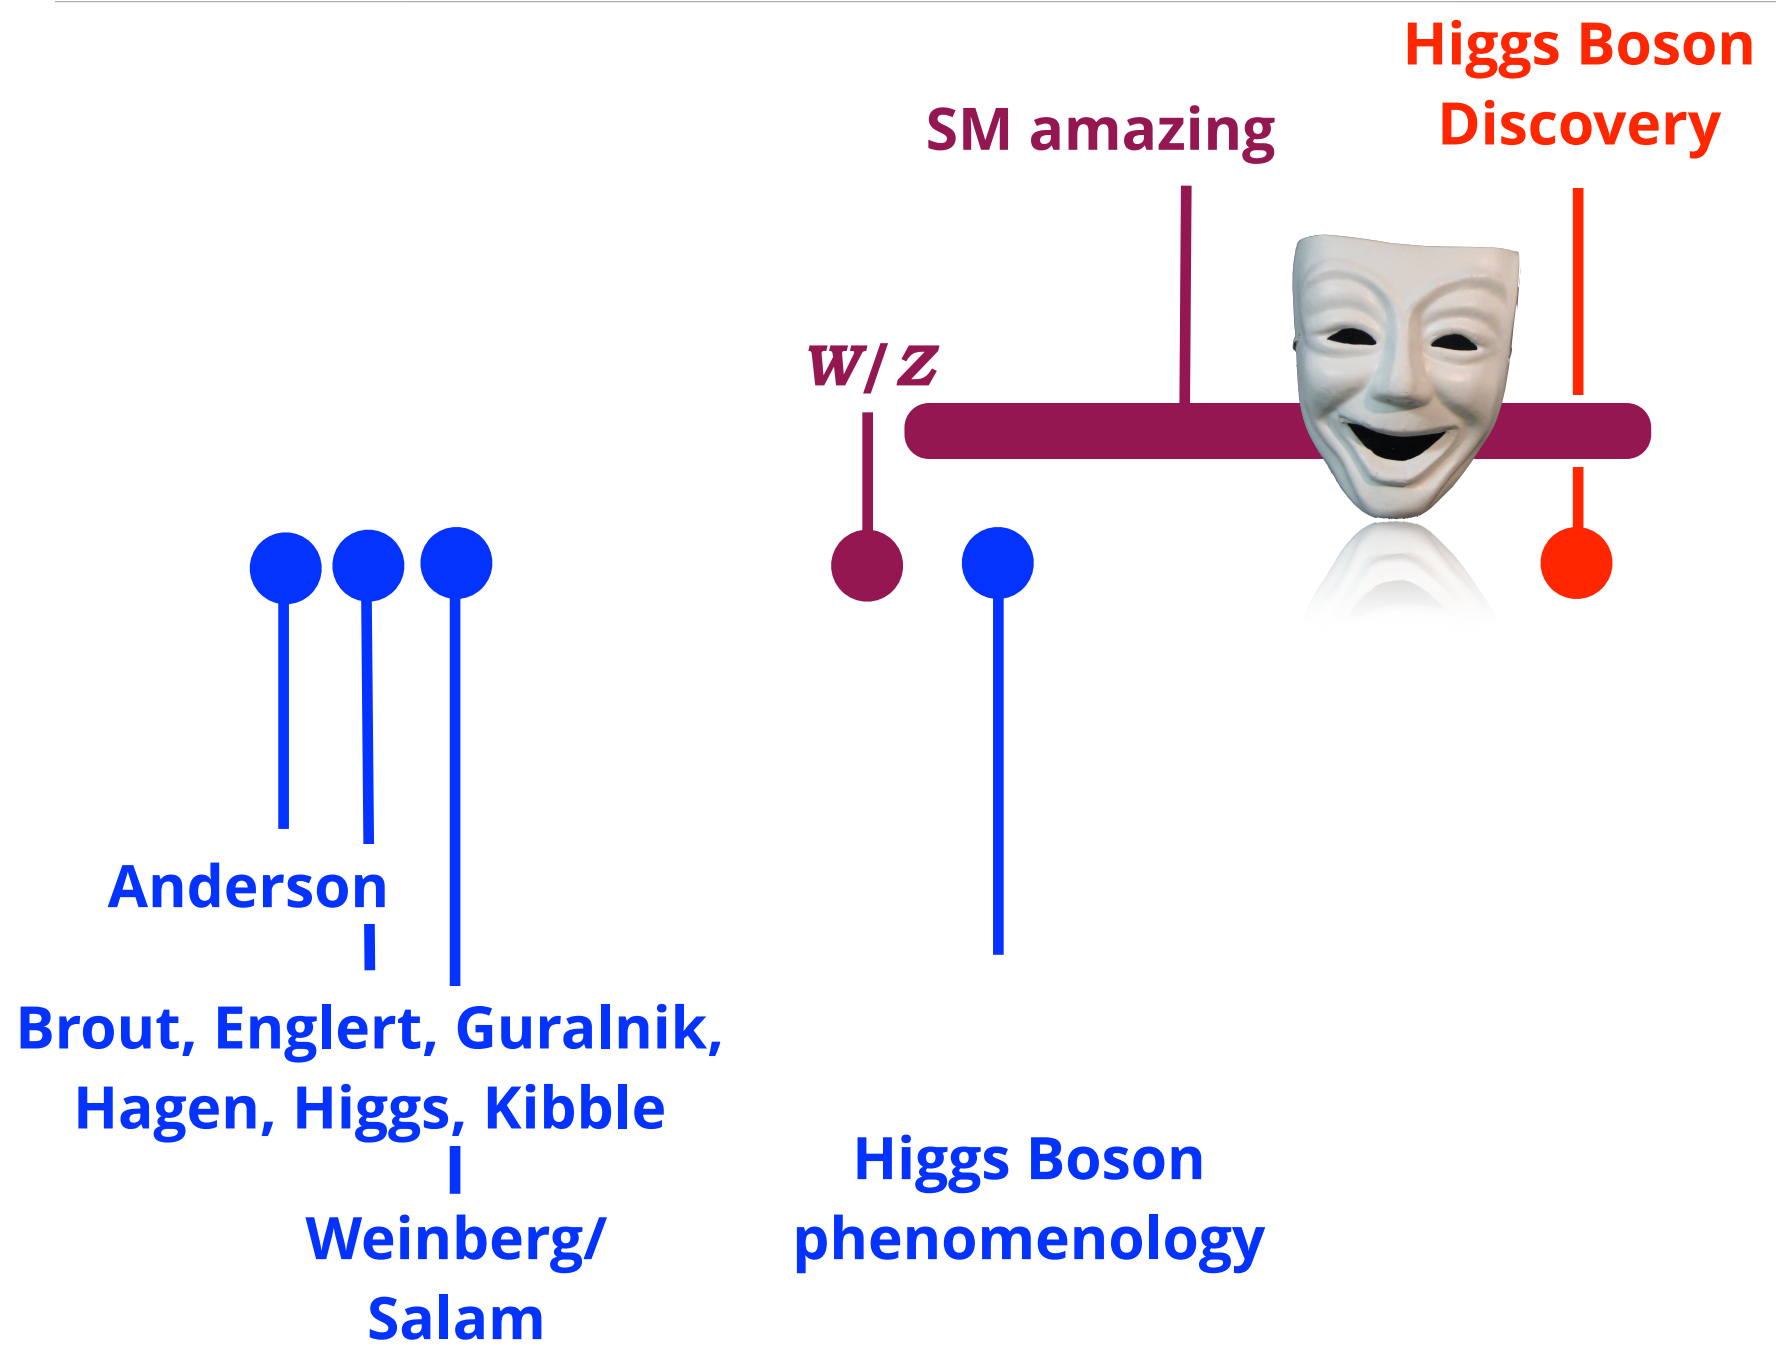 Higgs Boson
Discovery
SM amazing
W/Z
Anderson
Brout, Englert, Guralnik,
Hagen, Higgs, Kibble
Weinberg/
Salam
Higgs Boson
phenomenology